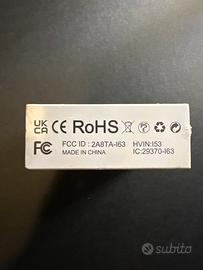 UK
CA CE RoHS
FC FCC ID : 2A8TA-I63 HVIN:I53
MADE IN CHINA IC:29370-I63
subito